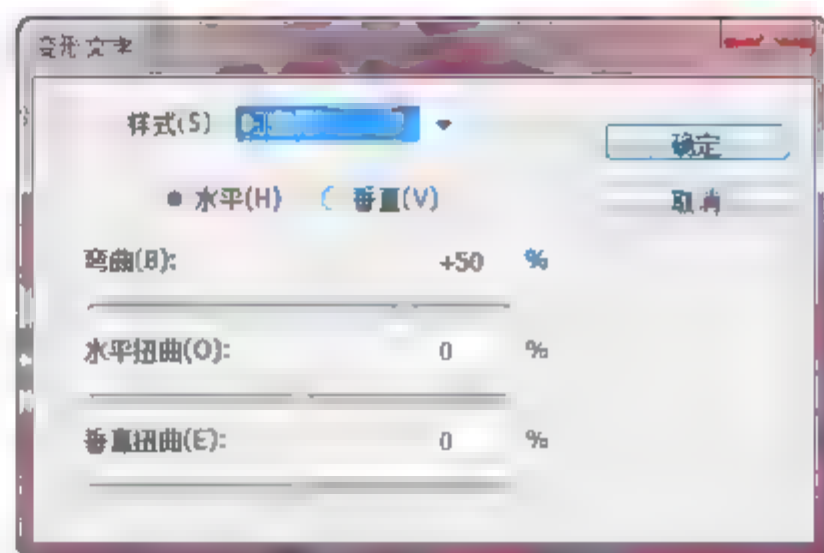 变形文本
样式(S)
确定
水平(H) 垂直(V)
取消
弯曲(B): +50 %
水平扭曲(O): 0 %
垂直扭曲(E): 0 %